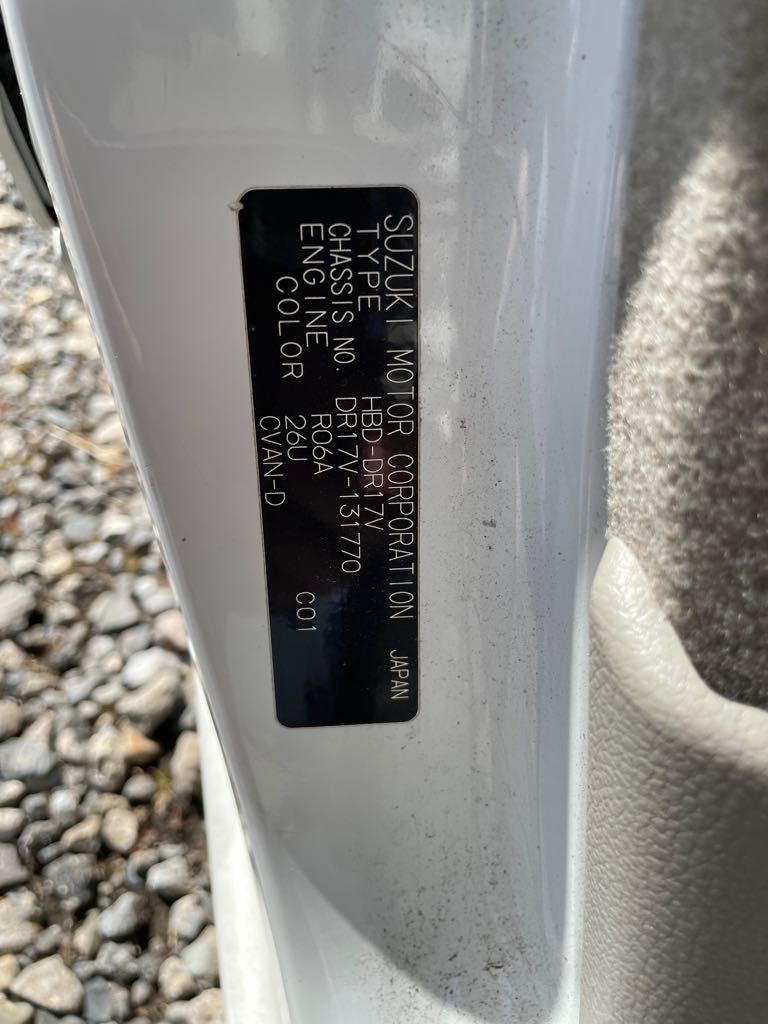 SUZUKI MOTOR CORPORATION JAPAN
TYPE HBD-DR17V
CHASSIS NO. DR17V-131770
ENGINE R06A
COLOR 26U C01
CVAN-D